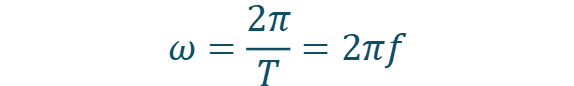 ω = 2π/T = 2πf